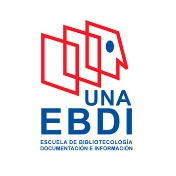 UNA
EBDI
ESCUELA DE BIBLIOTECOLOGÍA
DOCUMENTACIÓN E INFORMACIÓN